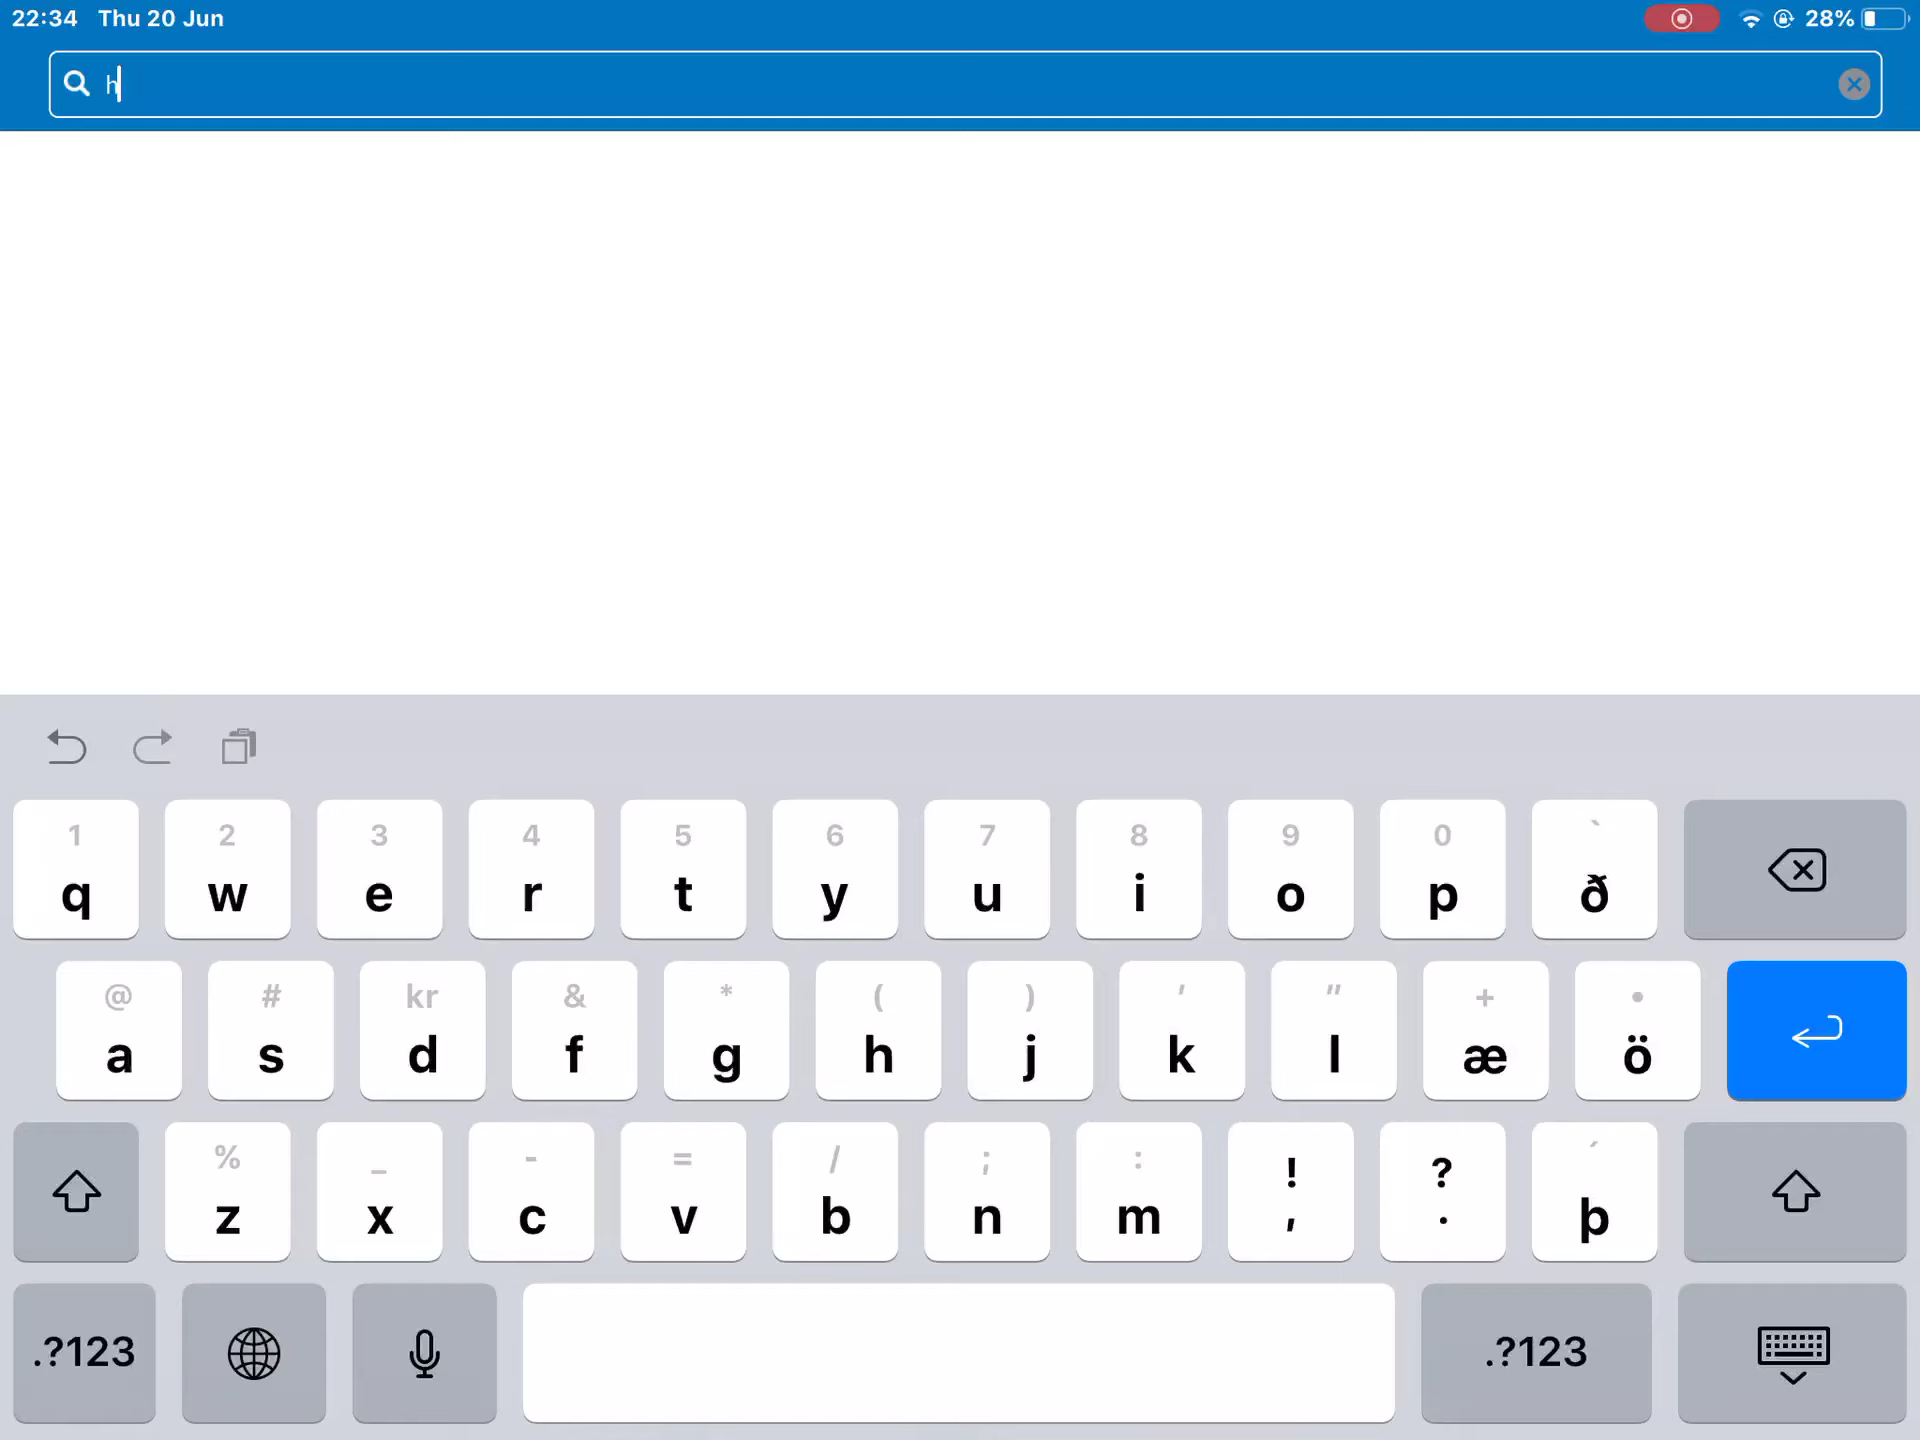 22:34 Thu 20 Jun 28%
h
1 2 3 4 5 6 7 8 9 0 `
q w e r t y u i o p ð
@ # kr & * ( ) ' " + •
a s d f g h j k l æ ö
% _ - = / ; : ! ? ´
z x c v b n m , . þ
.?123 .?123